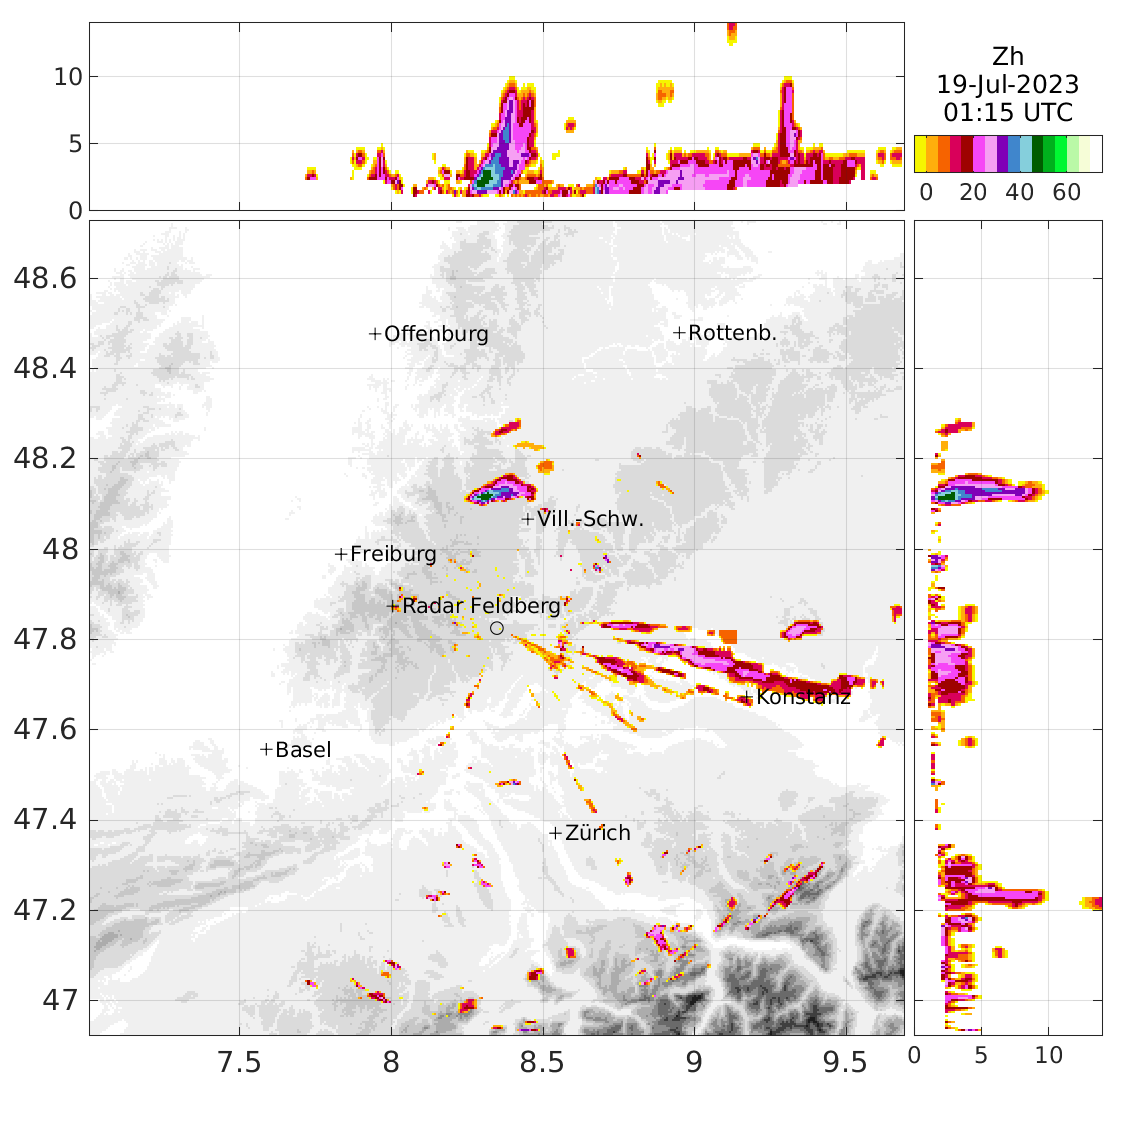 10
5
0
Zh
19-Jul-2023
01:15 UTC
0 20 40 60
48.6
48.4
48.2
48
47.8
47.6
47.4
47.2
47
+Offenburg
+Rottenb.
+Vill.-Schw.
+Freiburg
+Radar Feldberg
+Konstanz
+Basel
+Zürich
7.5 8 8.5 9 9.5
0 5 10